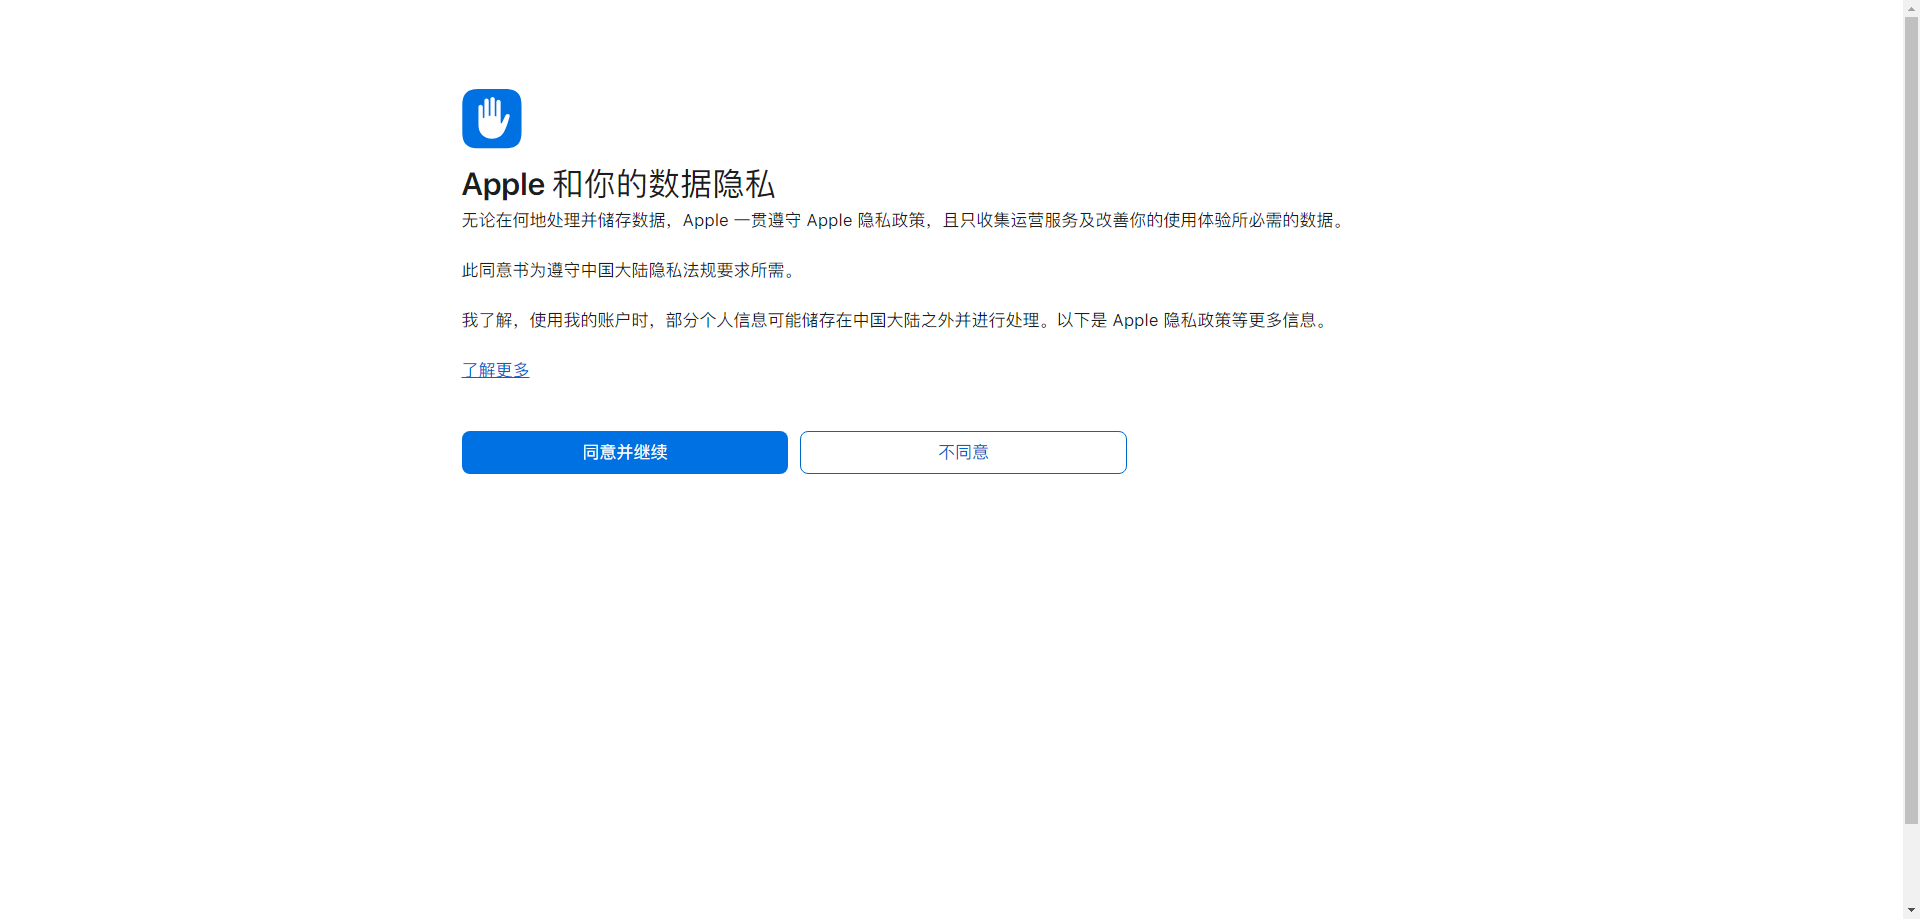 Apple 和你的数据隐私
无论在何地处理并储存数据，Apple 一贯遵守 Apple 隐私政策，且只收集运营服务及改善你的使用体验所必需的数据。
此同意书为遵守中国大陆隐私法规要求所需。
我了解，使用我的账户时，部分个人信息可能储存在中国大陆之外并进行处理。以下是 Apple 隐私政策等更多信息。
了解更多
同意并继续
不同意